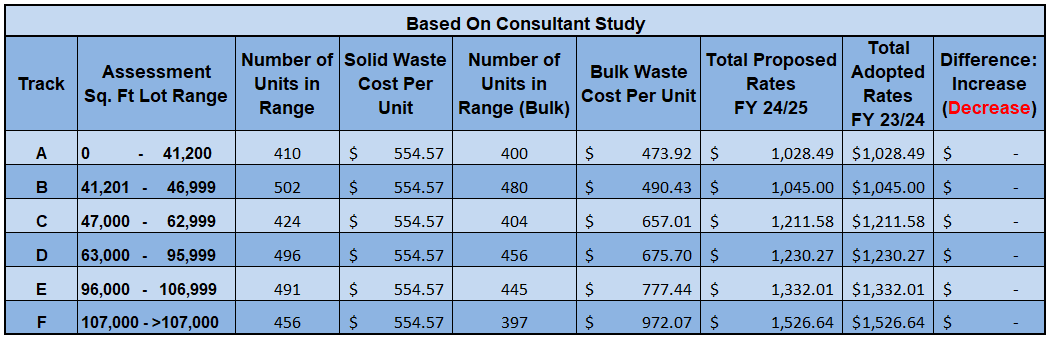 Based On Consultant Study
Track
Assessment
Sq. Ft Lot Range
Number of
Units in
Range
Solid Waste
Cost Per
Unit
Number of
Units in
Range (Bulk)
Bulk Waste
Cost Per Unit
Total Proposed
Rates
FY 24/25
Total
Adopted
Rates
FY 23/24
Difference:
Increase
(Decrease)
A 0 - 41,200 410 $ 554.57 400 $ 473.92 $ 1,028.49 $1,028.49 $ -
B 41,201 - 46,999 502 $ 554.57 480 $ 490.43 $ 1,045.00 $1,045.00 $ -
C 47,000 - 62,999 424 $ 554.57 404 $ 657.01 $ 1,211.58 $1,211.58 $ -
D 63,000 - 95,999 496 $ 554.57 456 $ 675.70 $ 1,230.27 $1,230.27 $ -
E 96,000 - 106,999 491 $ 554.57 445 $ 777.44 $ 1,332.01 $1,332.01 $ -
F 107,000 - >107,000 456 $ 554.57 397 $ 972.07 $ 1,526.64 $1,526.64 $ -